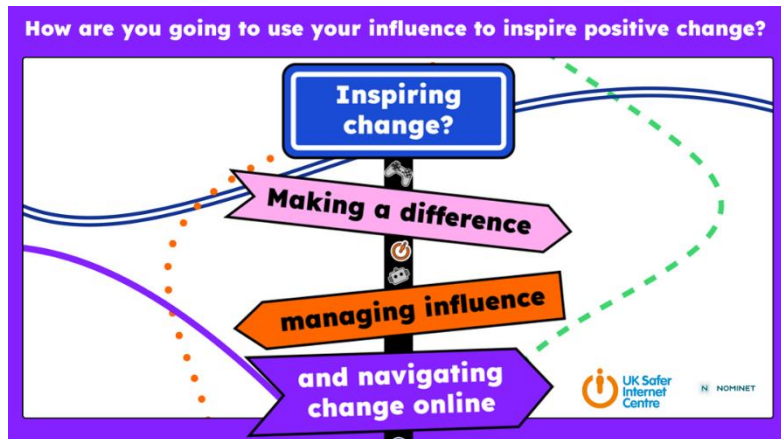 How are you going to use your influence to inspire positive change?
Inspiring
change?
Making a difference
managing influence
and navigating
change online
UK Safer
Internet
Centre
N NOMINET